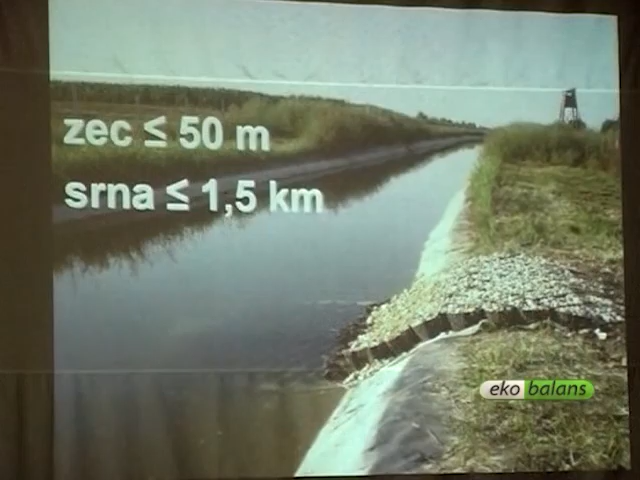 zec ≤ 50 m
srna ≤ 1,5 km
eko balans